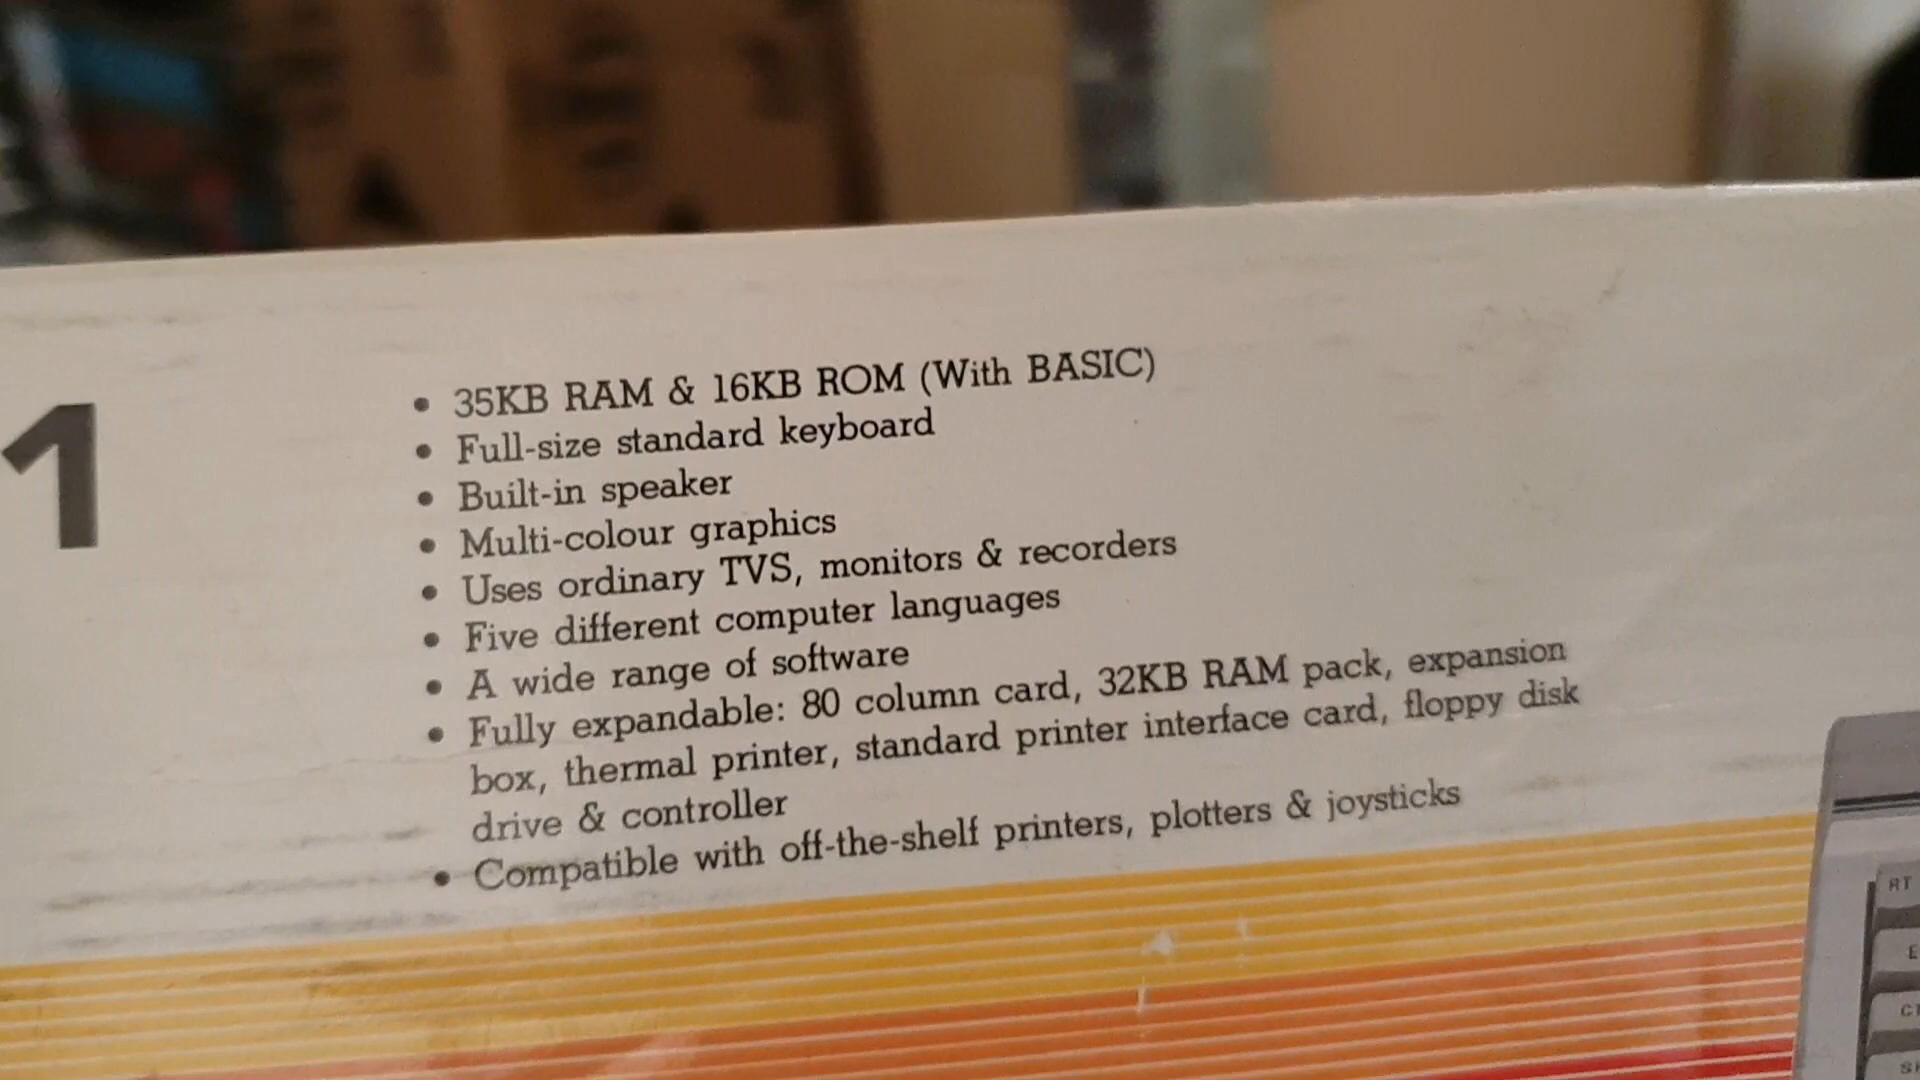 1
• 35KB RAM & 16KB ROM (With BASIC)
• Full-size standard keyboard
• Built-in speaker
• Multi-colour graphics
• Uses ordinary TVS, monitors & recorders
• Five different computer languages
• A wide range of software
• Fully expandable: 80 column card, 32KB RAM pack, expansion
box, thermal printer, standard printer interface card, floppy disk
drive & controller
• Compatible with off-the-shelf printers, plotters & joysticks